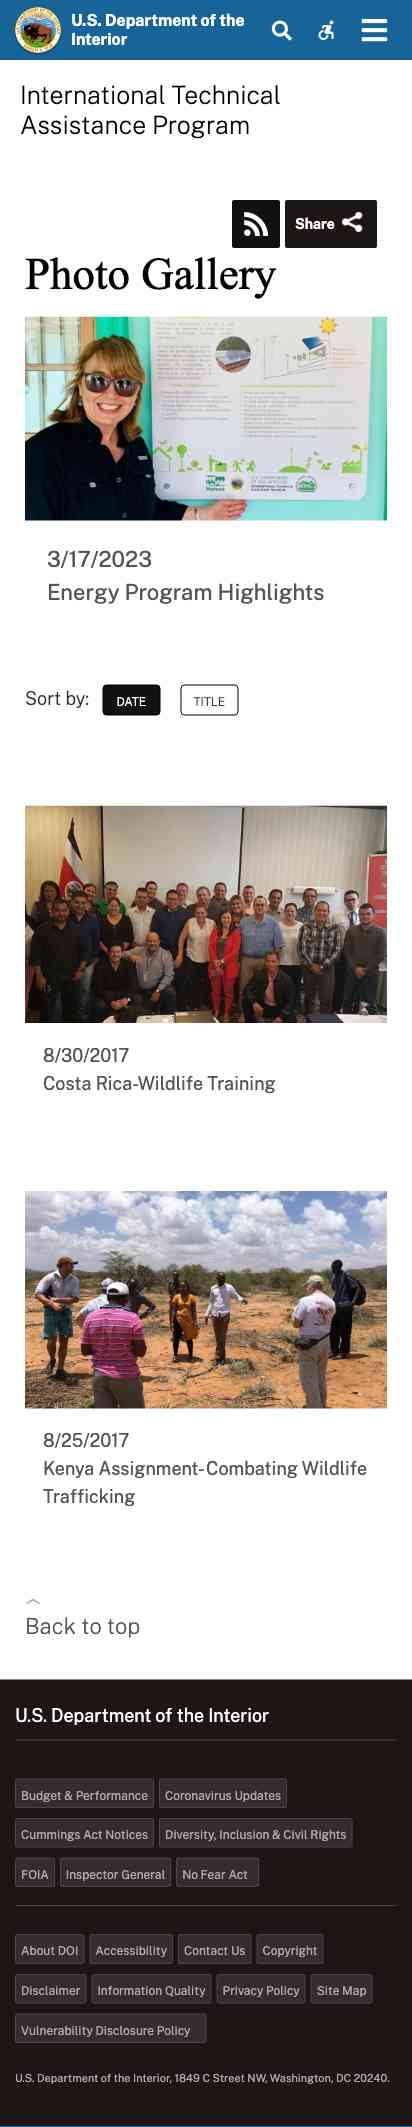 U.S. Department of the
Interior
International Technical
Assistance Program
Share
Photo Gallery
3/17/2023
Energy Program Highlights
Sort by:
DATE
TITLE
8/30/2017
Costa Rica-Wildlife Training
8/25/2017
Kenya Assignment-Combating Wildlife
Trafficking
Back to top
U.S. Department of the Interior
Budget & Performance
Coronavirus Updates
Cummings Act Notices
Diversity, Inclusion & Civil Rights
FOIA
Inspector General
No Fear Act
About DOI
Accessibility
Contact Us
Copyright
Disclaimer
Information Quality
Privacy Policy
Site Map
Vulnerability Disclosure Policy
U.S. Department of the Interior, 1849 C Street NW, Washington, DC 20240.